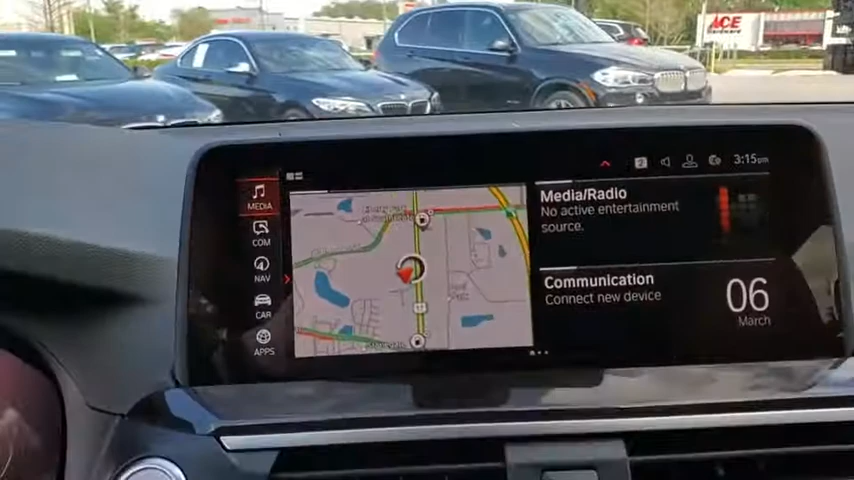 ACE
Hardware
3:15pm
MEDIA
Media/Radio
No active entertainment
source.
COM
NAV
Communication
Connect new device
06
March
CAR
APPS